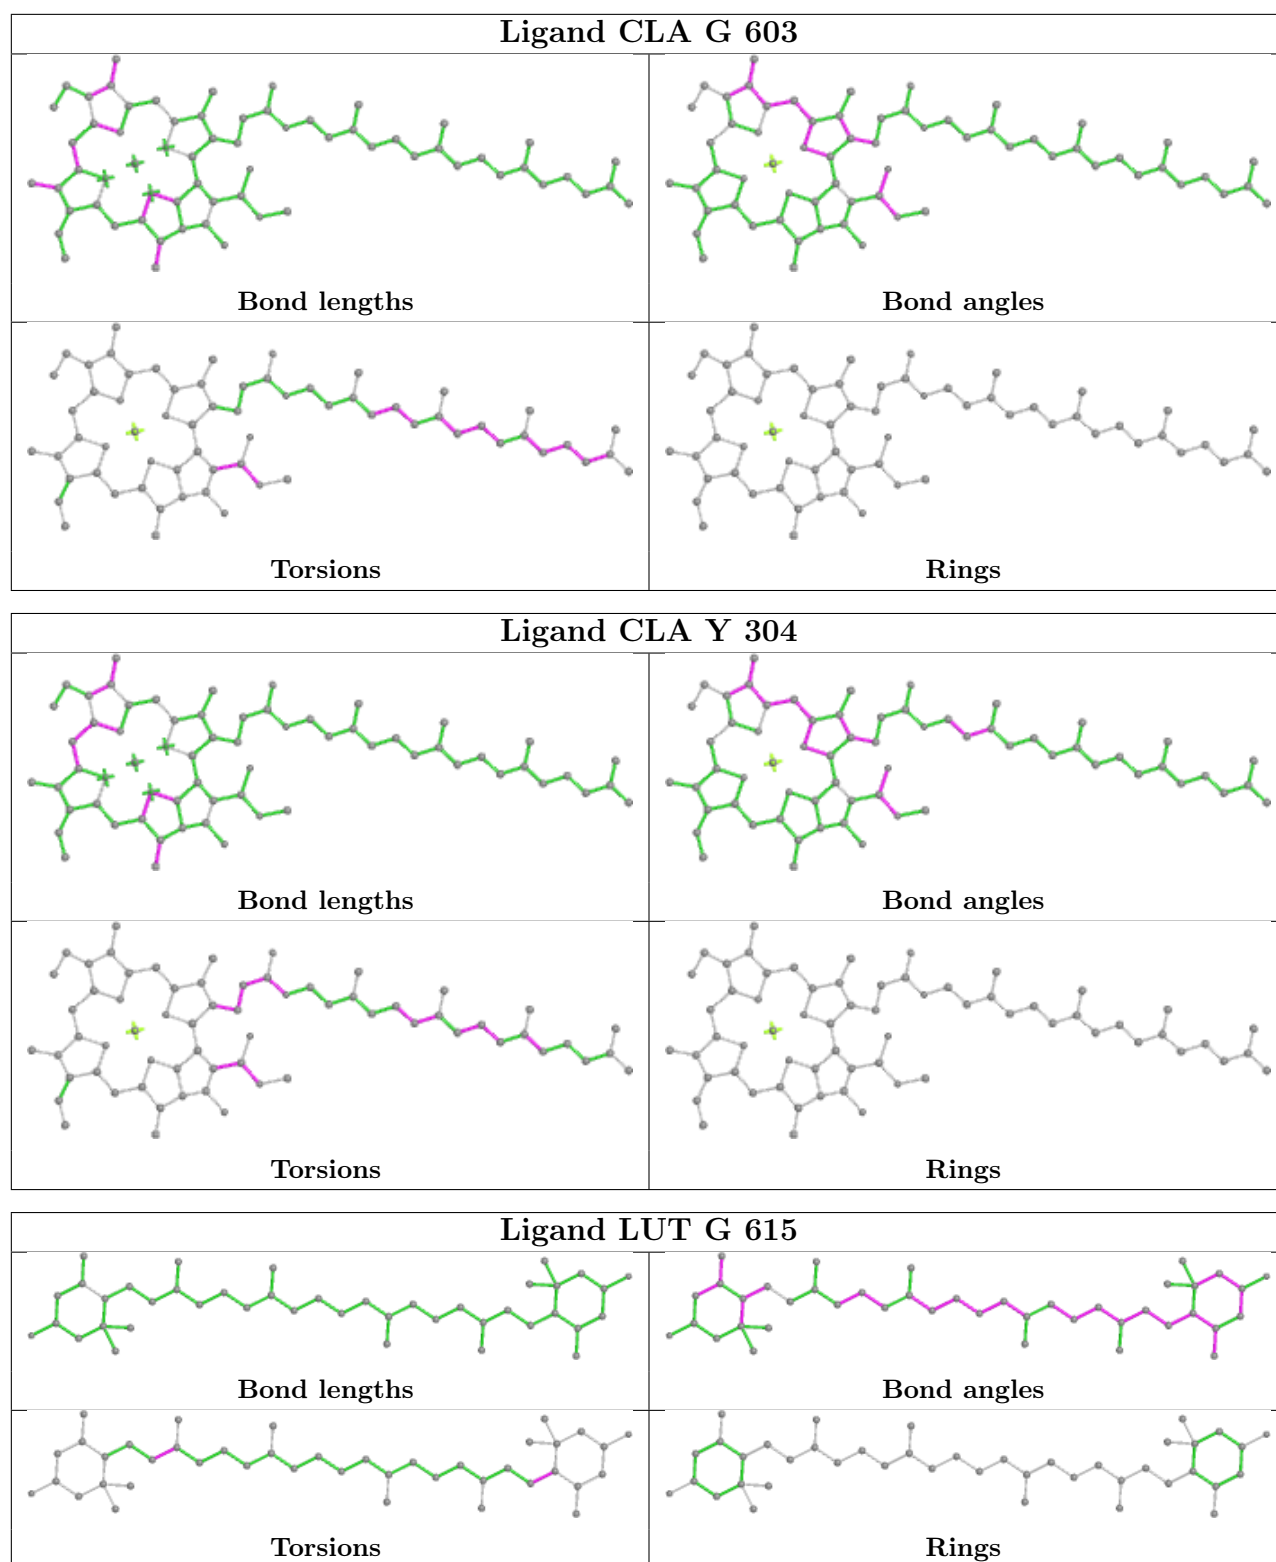 Ligand CLA G 603
Bond lengths
Bond angles
Torsions
Rings
Ligand CLA Y 304
Bond lengths
Bond angles
Torsions
Rings
Ligand LUT G 615
Bond lengths
Bond angles
Torsions
Rings